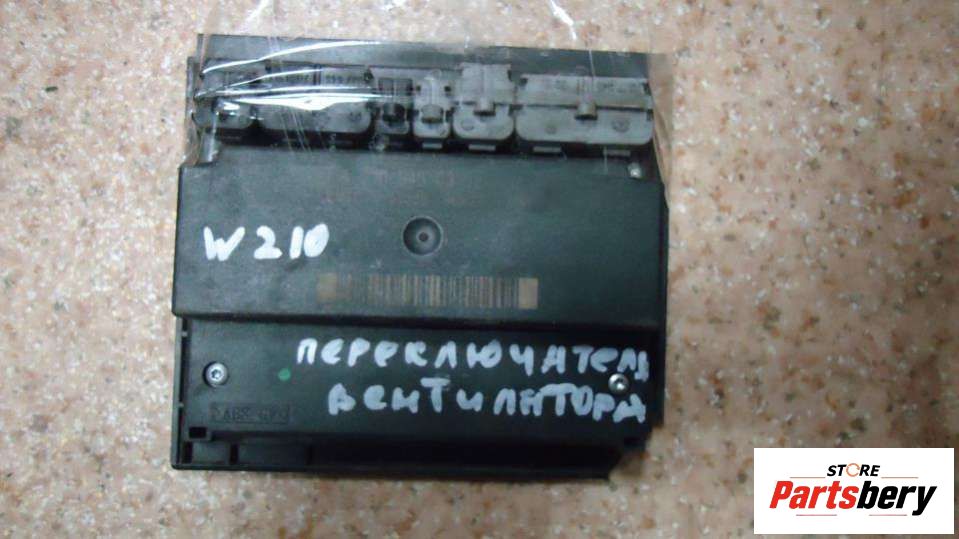 W210
ПЕРЕКЛЮЧАТЕЛЬ
ВЕНТИЛЯТОРА
STORE
Partsbery